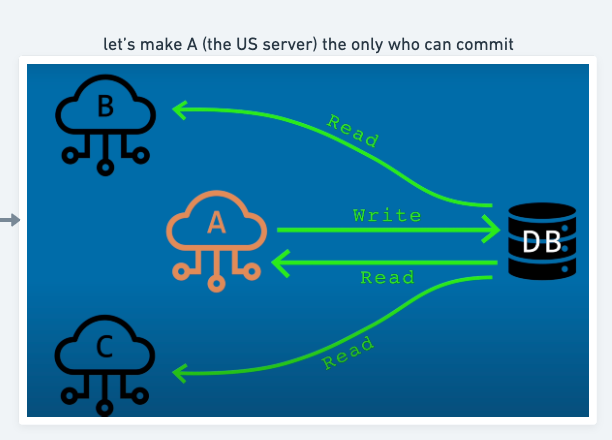 let's make A (the US server) the only who can commit
B
Read
A
Write
DB
Read
C
Read